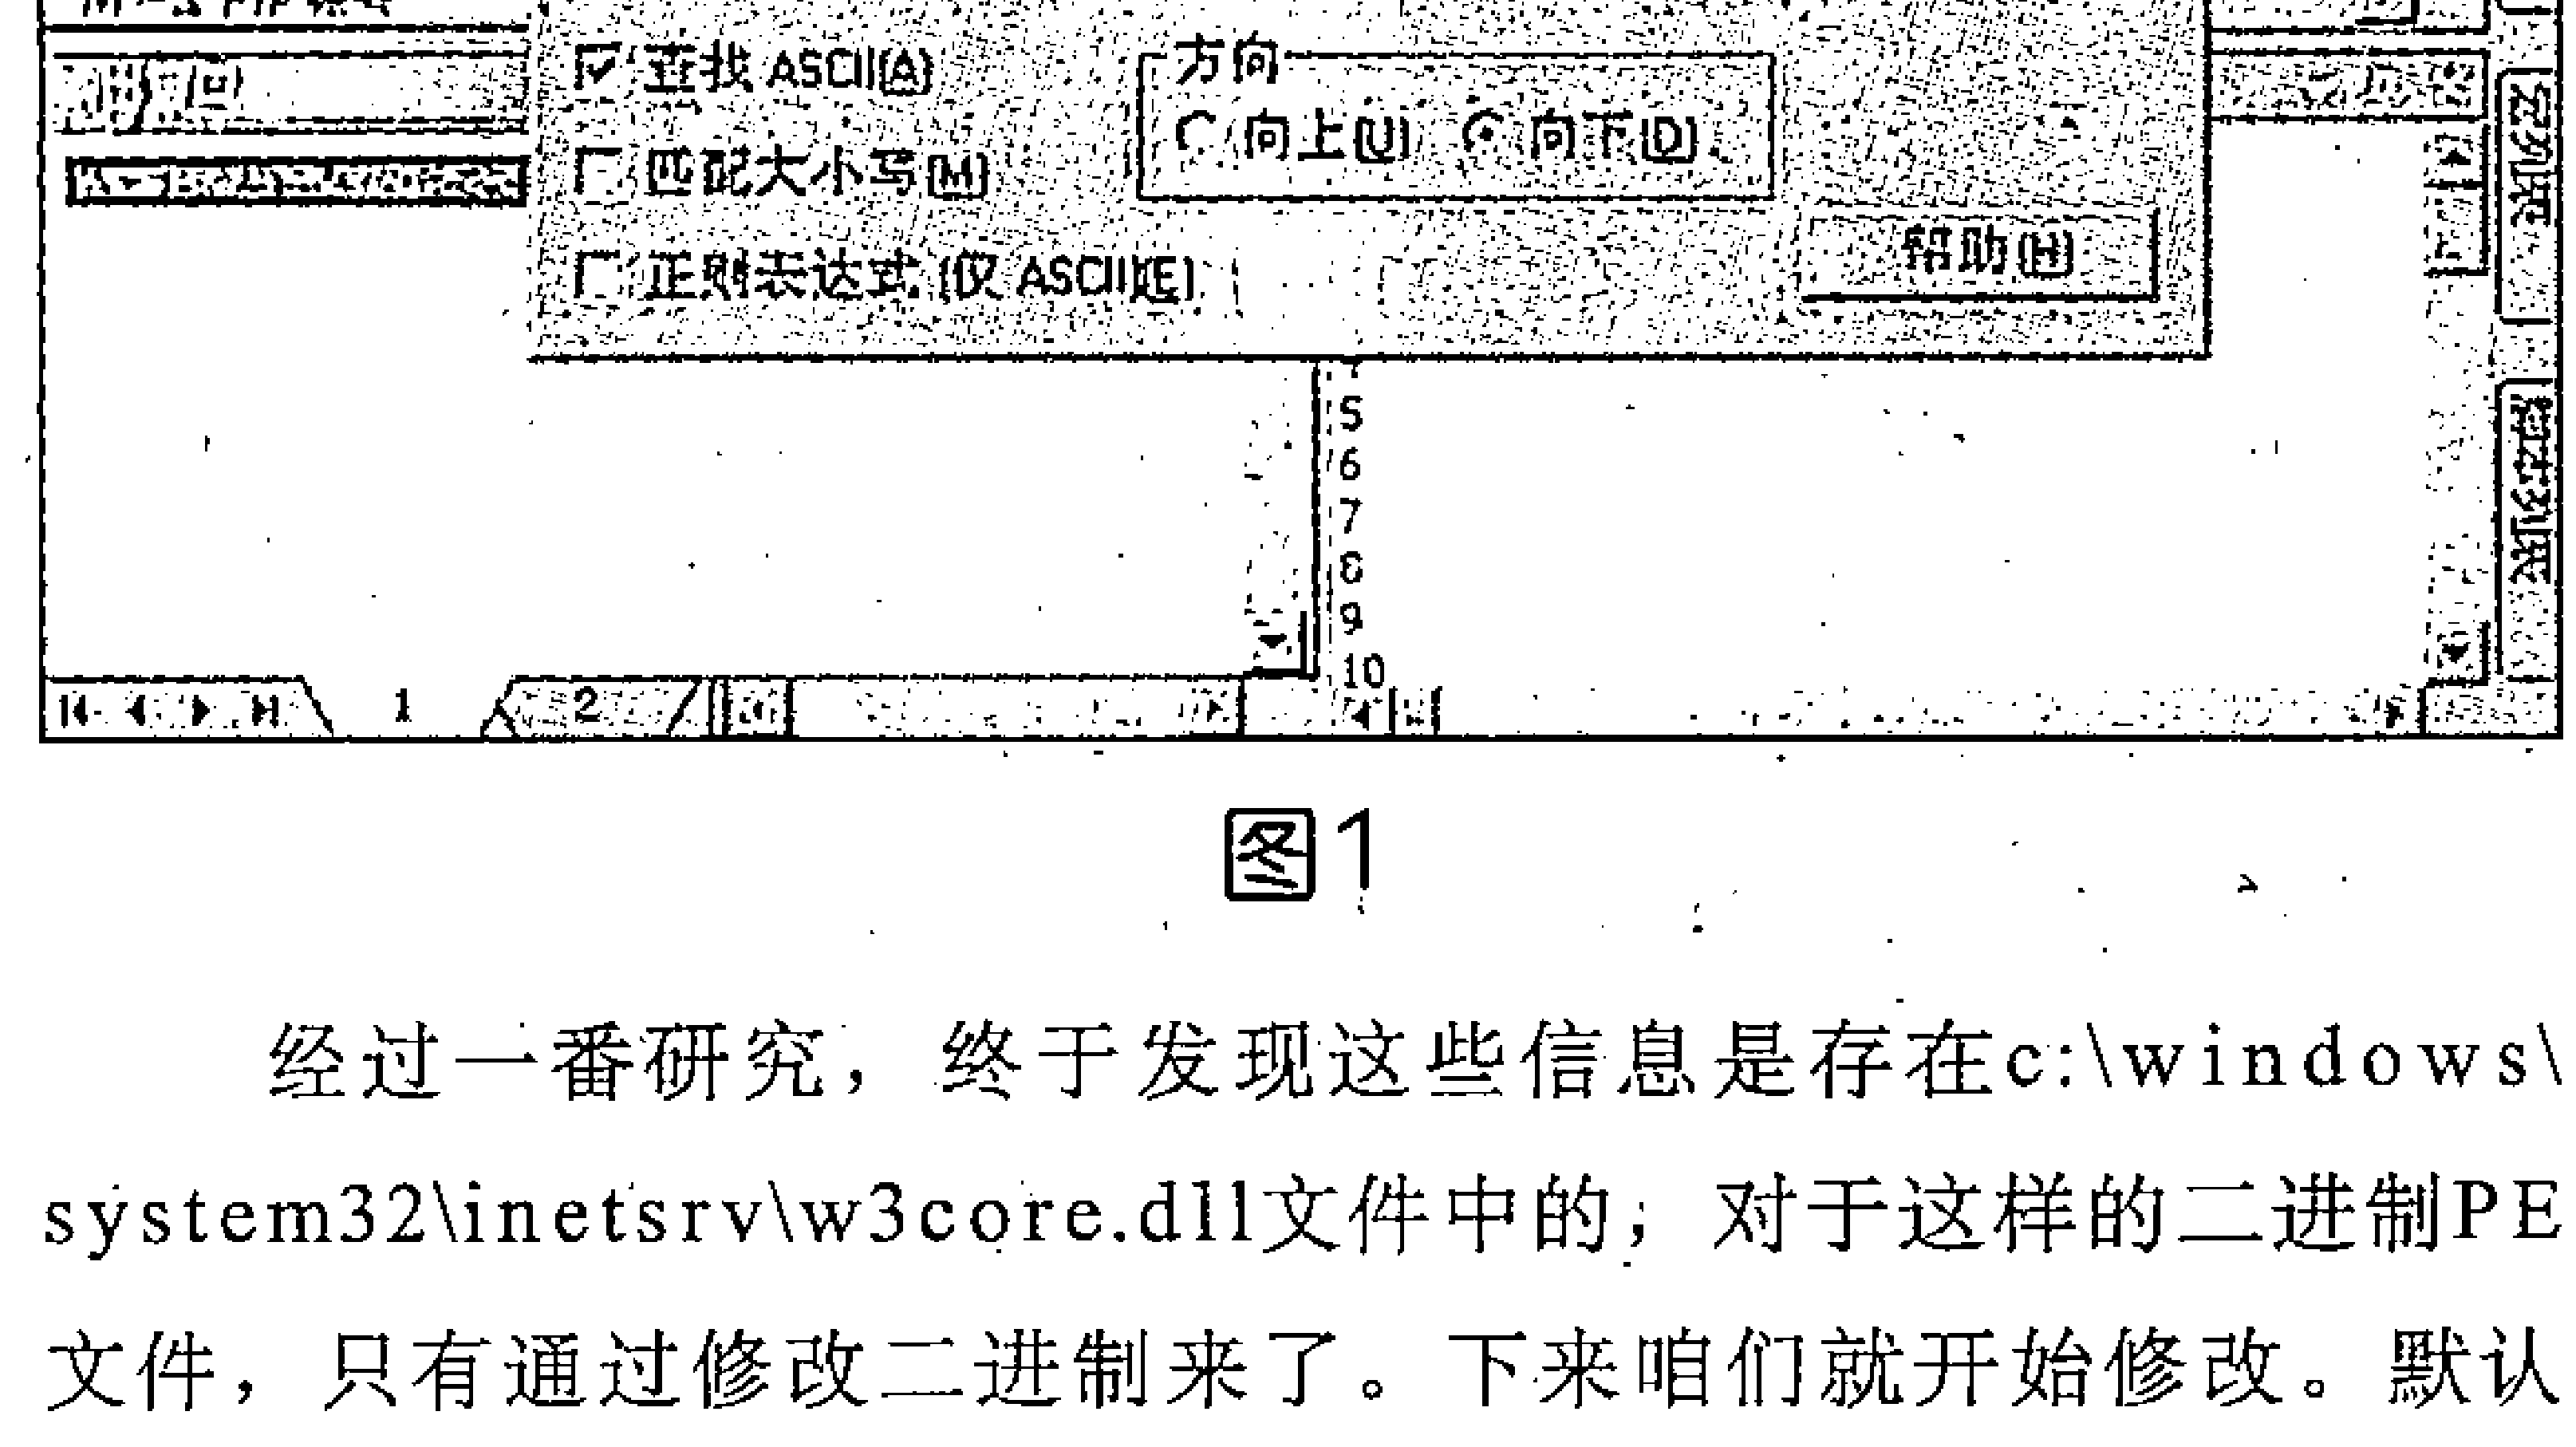 查找 ASCII(A)
方向
向上(U) 向下(D)
匹配大小写(M)
帮助(H)
正则表达式 (仅 ASCII)(E)
5
6
7
8
9
10
1 2
图1
经过一番研究，终于发现这些信息是存在c:\windows\
system32\inetsrv\w3core.dll文件中的；对于这样的二进制PE
文件，只有通过修改二进制来了。下来咱们就开始修改。默认